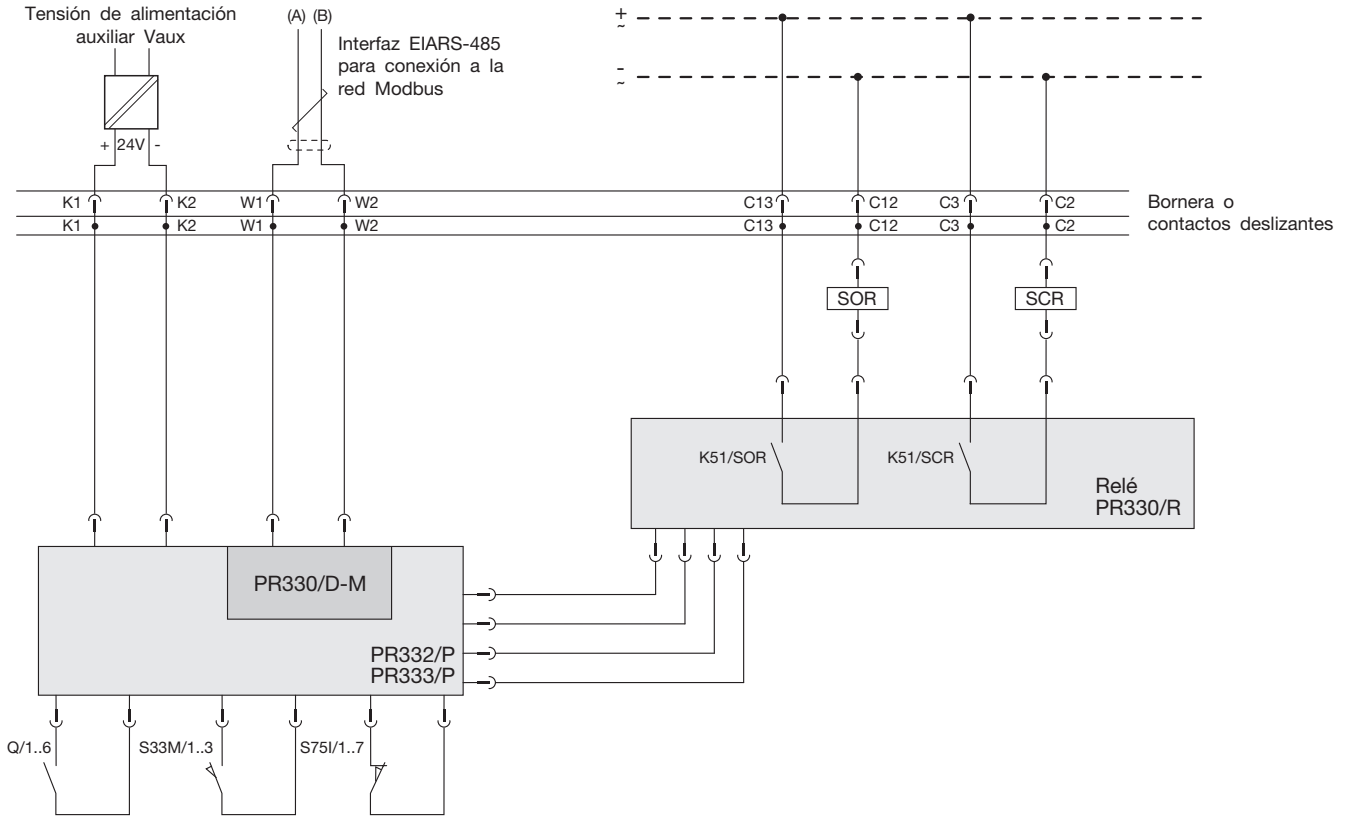 Tensión de alimentación
auxiliar Vaux
(A) (B)
Interfaz EIARS-485
para conexión a la
red Modbus
+
~
-
~
+ 24V -
K1 K2 W1 W2 C13 C12 C3 C2
K1 K2 W1 W2 C13 C12 C3 C2
Bornera o
contactos deslizantes
SOR
SCR
K51/SOR
K51/SCR
Relé
PR330/R
PR330/D-M
PR332/P
PR333/P
Q/1..6
S33M/1..3
S75I/1..7